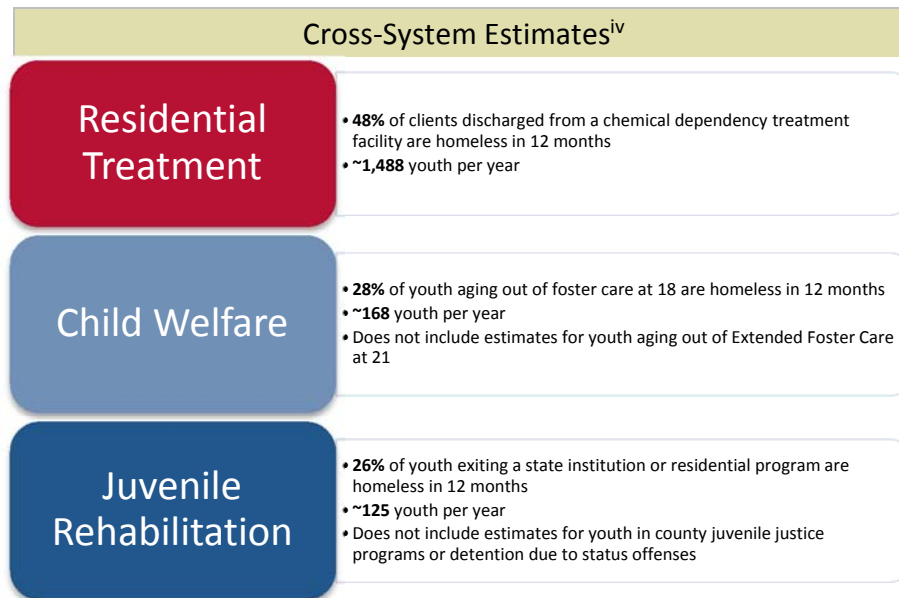 Cross-System Estimatesiv
Residential
Treatment
• 48% of clients discharged from a chemical dependency treatment
facility are homeless in 12 months
• ~1,488 youth per year
Child Welfare
• 28% of youth aging out of foster care at 18 are homeless in 12 months
• ~168 youth per year
• Does not include estimates for youth aging out of Extended Foster Care
at 21
Juvenile
Rehabilitation
• 26% of youth exiting a state institution or residential program are
homeless in 12 months
• ~125 youth per year
• Does not include estimates for youth in county juvenile justice
programs or detention due to status offenses